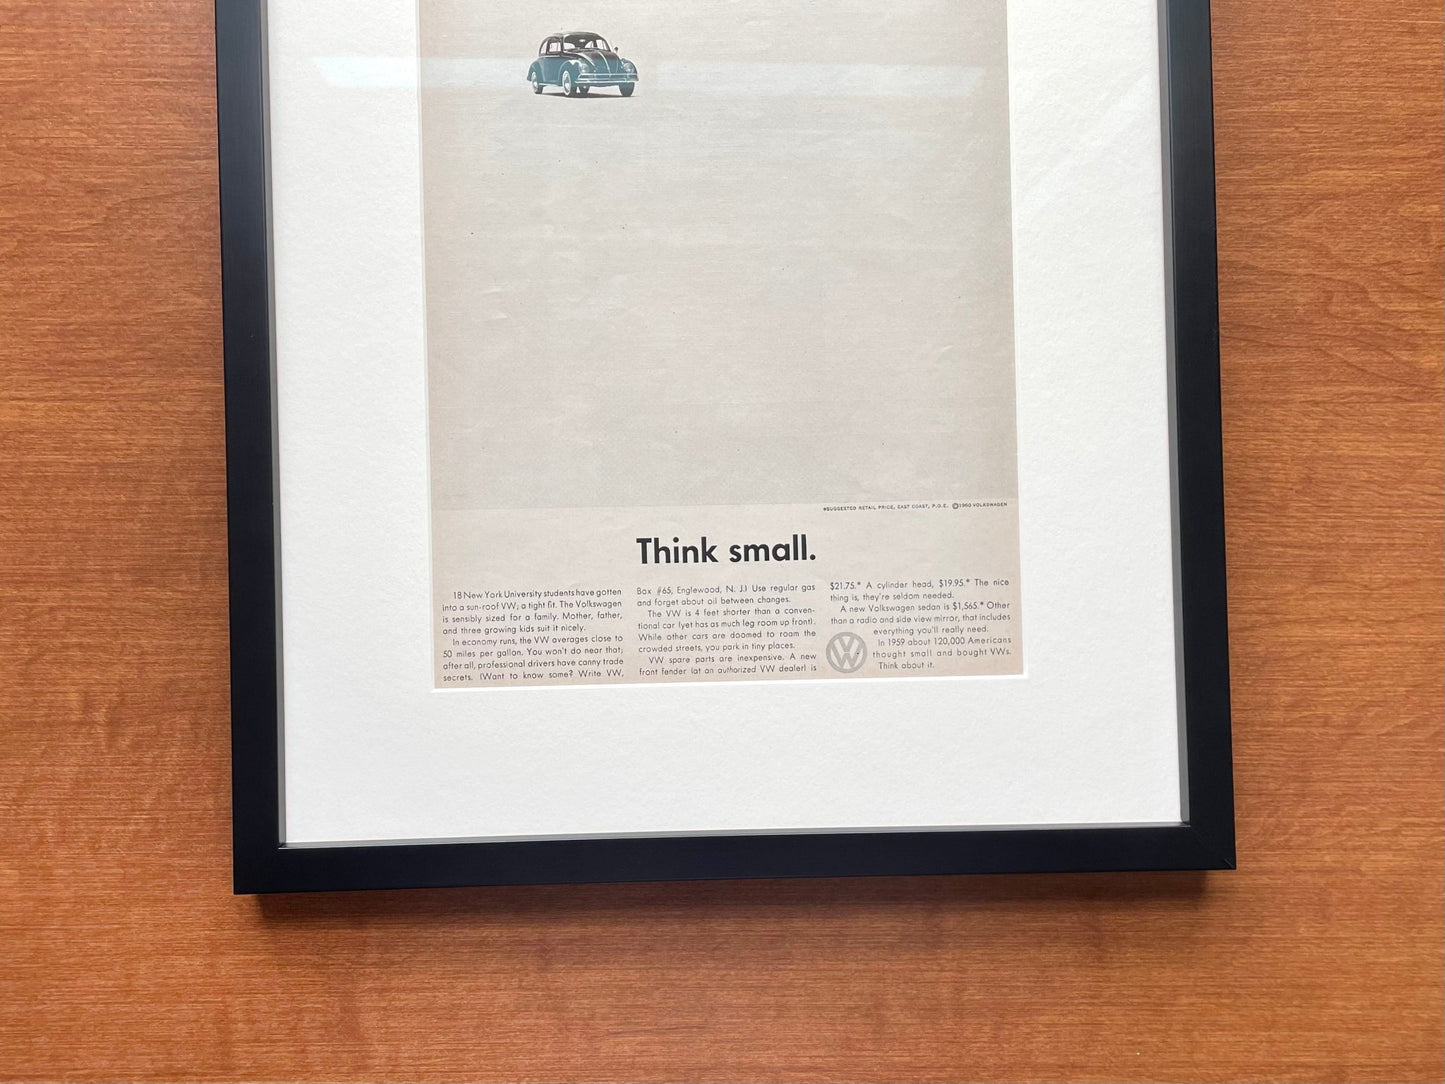 *SUGGESTED RETAIL PRICE, EAST COAST, P.O.E. ©1960 VOLKSWAGEN
Think small.
18 New York University students have gotten
into a sun-roof VW; a tight fit. The Volkswagen
is sensibly sized for a family. Mother, father,
and three growing kids suit it nicely.
In economy runs, the VW averages close to
50 miles per gallon. You won't do near that;
after all, professional drivers have canny trade
secrets. (Want to know some? Write VW,
Box #65, Englewood, N. J.) Use regular gas
and forget about oil between changes.
The VW is 4 feet shorter than a conven-
tional car (yet has as much leg room up front).
While other cars are doomed to roam the
crowded streets, you park in tiny places.
VW spare parts are inexpensive. A new
front fender (at an authorized VW dealer) is
$21.75.* A cylinder head, $19.95.* The nice
thing is, they're seldom needed.
A new Volkswagen sedan is $1,565.* Other
than a radio and side view mirror, that includes
everything you'll really need.
In 1959 about 120,000 Americans
thought small and bought VWs.
Think about it.
VW